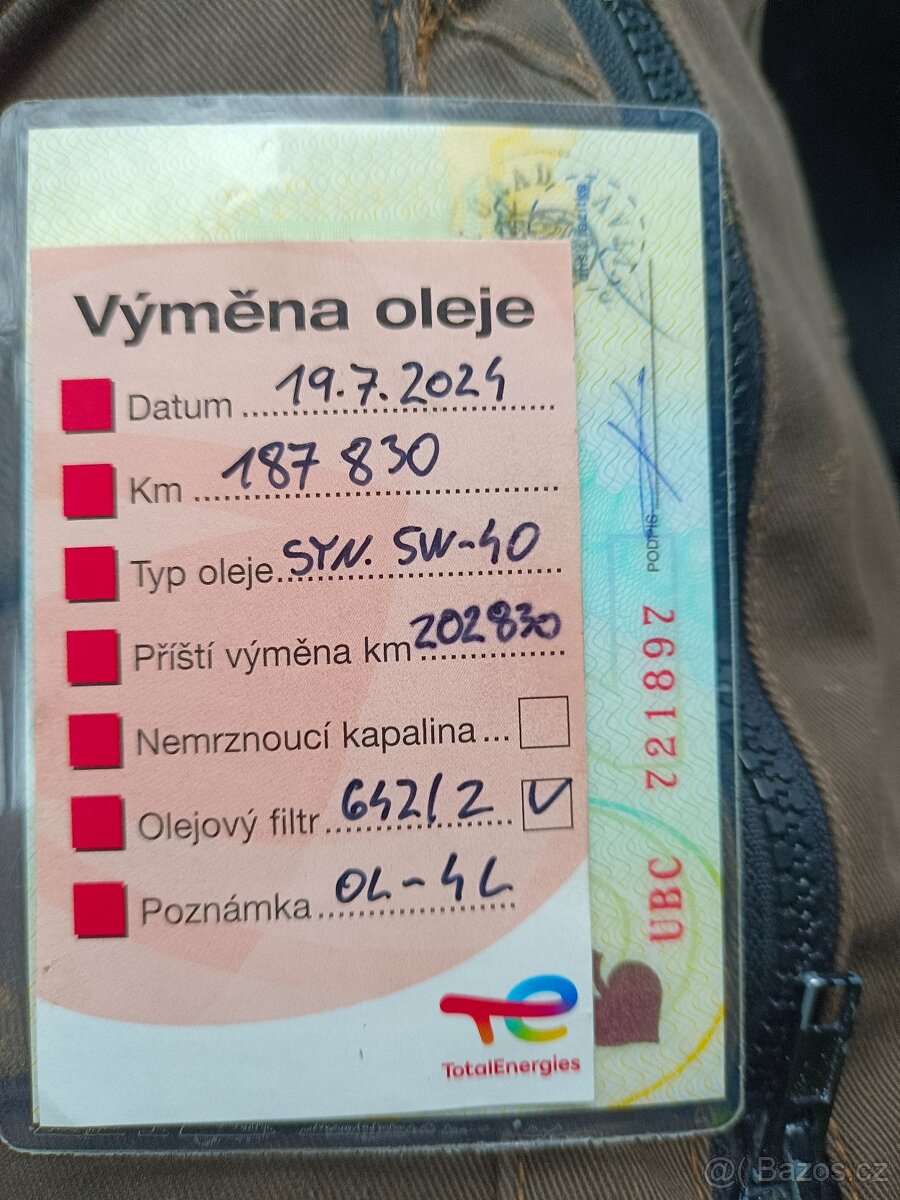 Výměna oleje
Datum 19.7.2024
Km 187 830
Typ oleje SYN. 5W-40
Příští výměna km 202830
Nemrznoucí kapalina ...
Olejový filtr 642/2 ✓
Poznámka OL-4L
TotalEnergies
PODPIS
UBC 721897
@( Bazos.cz